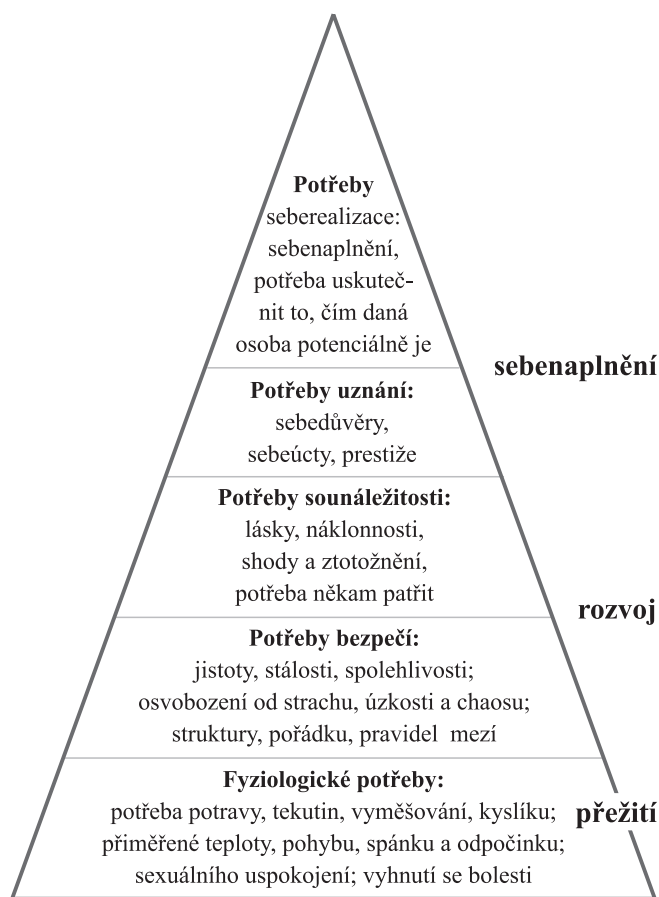 Potřeby
seberealizace:
sebenaplnění,
potřeba uskuteč-
nit to, čím daná
osoba potenciálně je
sebenaplnění
Potřeby uznání:
sebedůvěry,
sebeúcty, prestiže
Potřeby sounáležitosti:
lásky, náklonnosti,
shody a ztotožnění,
potřeba někam patřit
rozvoj
Potřeby bezpečí:
jistoty, stálosti, spolehlivosti;
osvobození od strachu, úzkosti a chaosu;
struktury, pořádku, pravidel mezí
Fyziologické potřeby:
potřeba potravy, tekutin, vyměšování, kyslíku;
přežití
přiměřené teploty, pohybu, spánku a odpočinku;
sexuálního uspokojení; vyhnutí se bolesti